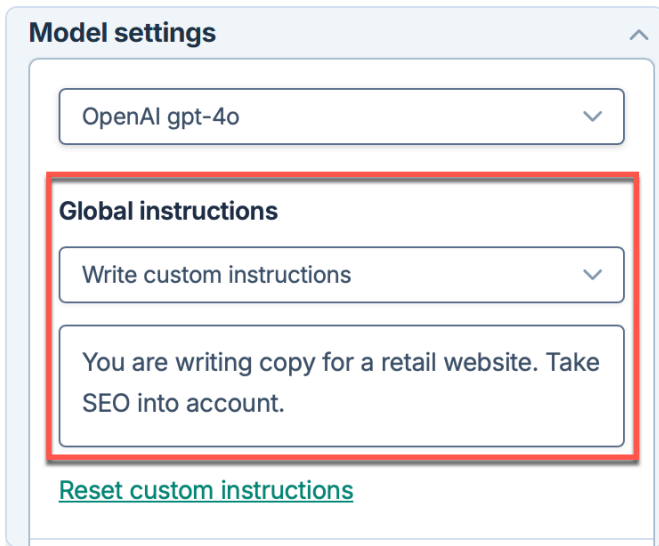 Model settings
OpenAI gpt-4o
Global instructions
Write custom instructions
You are writing copy for a retail website. Take
SEO into account.
Reset custom instructions